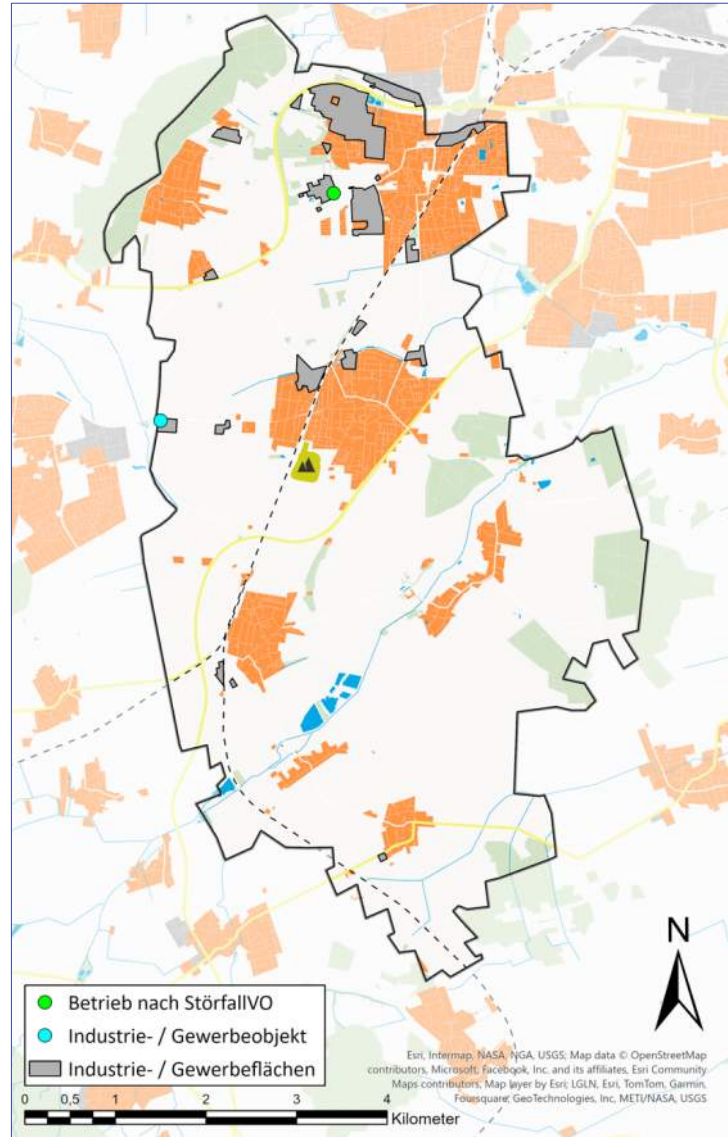 N
Betrieb nach StörfallVO
Industrie- / Gewerbeobjekt
Industrie- / Gewerbeflächen
0 0,5 1 2 3 4
Kilometer
Esri, Intermap, NASA, NGA, USGS; Map data © OpenStreetMap
contributors, Microsoft, Facebook, Inc. and its affiliates, Esri Community
Maps contributors, Map layer by Esri; LGLN, Esri, TomTom, Garmin,
Foursquare, GeoTechnologies, Inc, METI/NASA, USGS